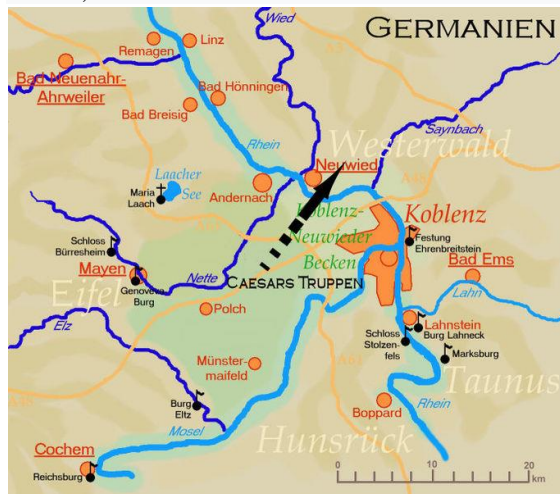 GERMANIEN
Wied
Remagen
Linz
Bad Neuenahr-
Ahrweiler
Bad Hönningen
Bad Breisig
Saynbach
Rhein
Westerwald
Neuwied
Laacher
See
Maria
Laach
Andernach
Koblenz-
Neuwieder
Becken
Koblenz
Festung
Ehrenbreitstein
Schloss
Bürresheim
Mayen
Nette
CAESARS TRUPPEN
Bad Ems
Genoveva
Burg
Eifel
Lahn
Polch
Elz
Lahnstein
Burg Lahneck
Schloss
Stolzen-
fels
Marksburg
Münster-
maifeld
Taunus
Burg
Eltz
Boppard
Rhein
Mosel
Hunsrück
Cochem
Reichsburg
0
10
20
km